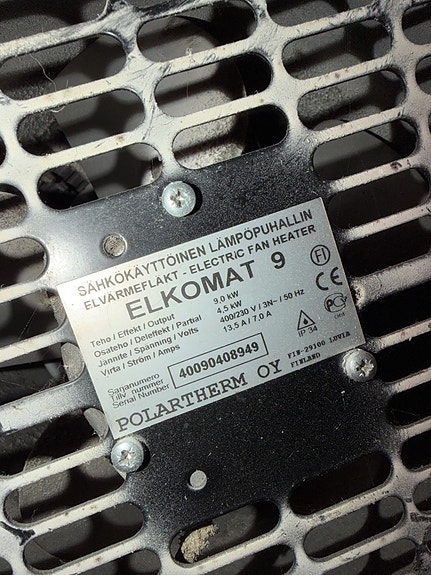 SÄHKÖKÄYTTÖINEN LÄMPÖPUHALLIN
ELVARMEFLÄKT - ELECTRIC FAN HEATER
ELKOMAT 9
Teho / Effekt / Output 9,0 kW
Osateho / Deleffekt / Partial 4,5 kW
Jännite / Spänning / Volts 400/230 V / 3N~ / 50 Hz
Virta / Ström / Amps 13,5 A / 7,0 A
FI
CE
IP 34
Sarjanumero
Tillv nummer
Serial Number
40090408949
POLARTHERM OY
FIN-29100 LUVIA
FINLAND